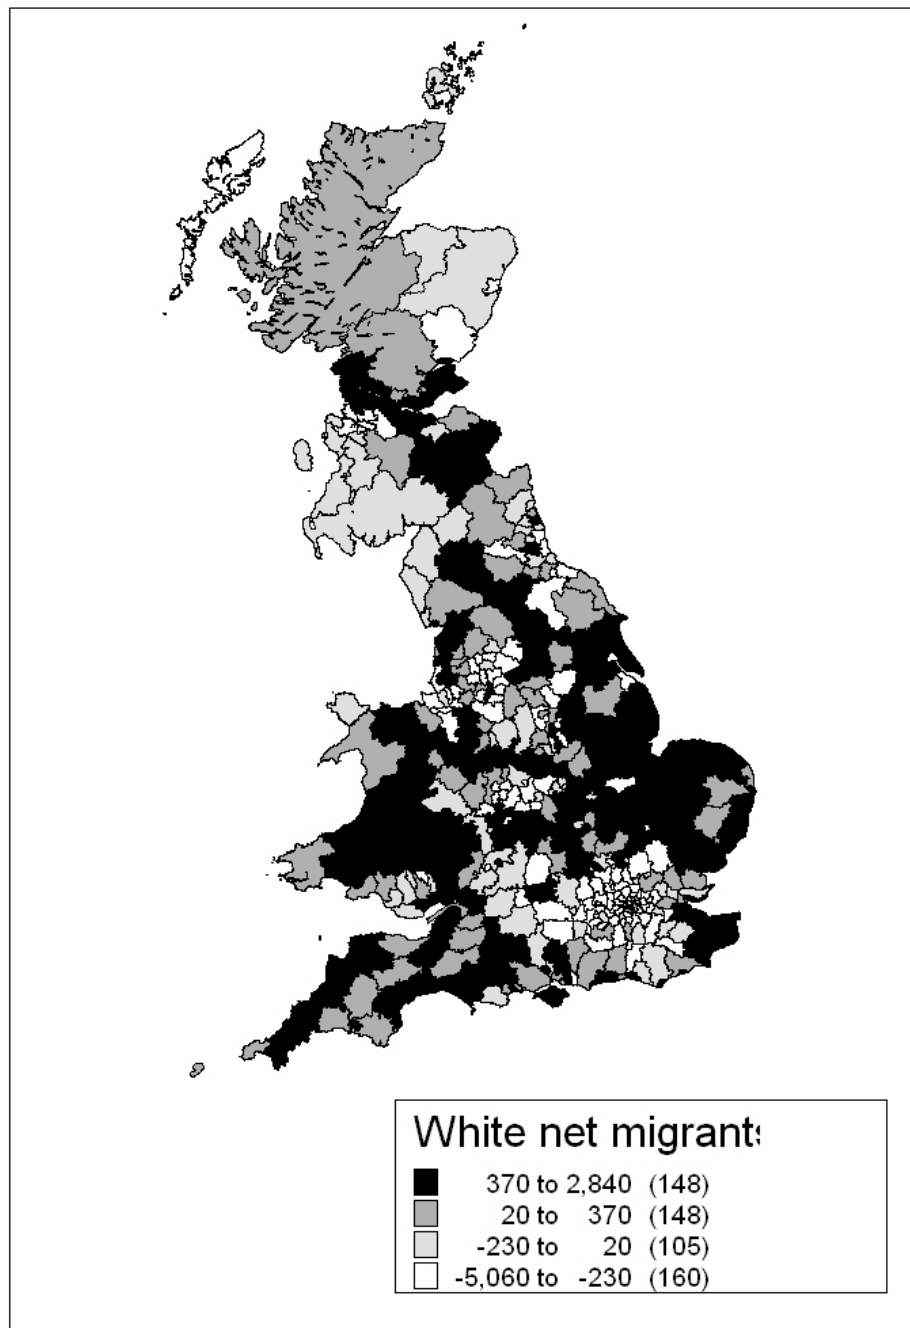 White net migrants
370 to 2,840 (148)
20 to 370 (148)
-230 to 20 (105)
-5,060 to -230 (160)